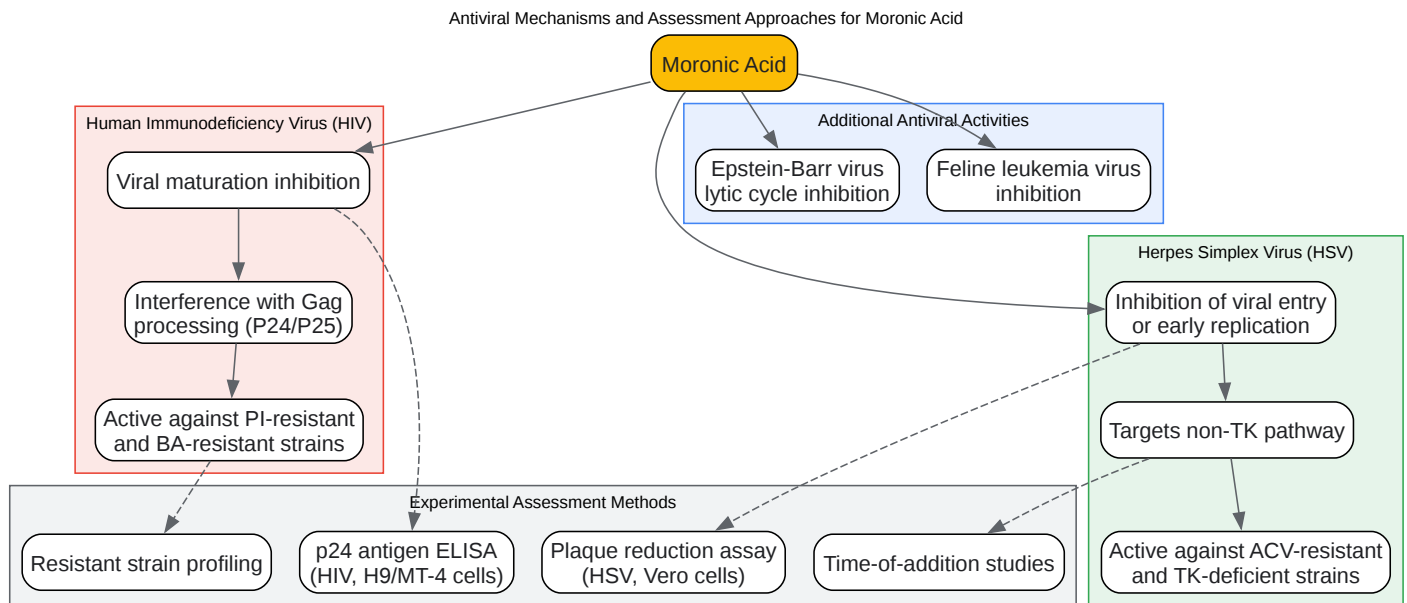 Antiviral Mechanisms and Assessment Approaches for Moronic Acid
Moronic Acid
Human Immunodeficiency Virus (HIV)
Viral maturation inhibition
Interference with Gag
processing (P24/P25)
Active against PI-resistant
and BA-resistant strains
Additional Antiviral Activities
Epstein-Barr virus
lytic cycle inhibition
Feline leukemia virus
inhibition
Herpes Simplex Virus (HSV)
Inhibition of viral entry
or early replication
Targets non-TK pathway
Active against ACV-resistant
and TK-deficient strains
Experimental Assessment Methods
Resistant strain profiling
p24 antigen ELISA
(HIV, H9/MT-4 cells)
Plaque reduction assay
(HSV, Vero cells)
Time-of-addition studies